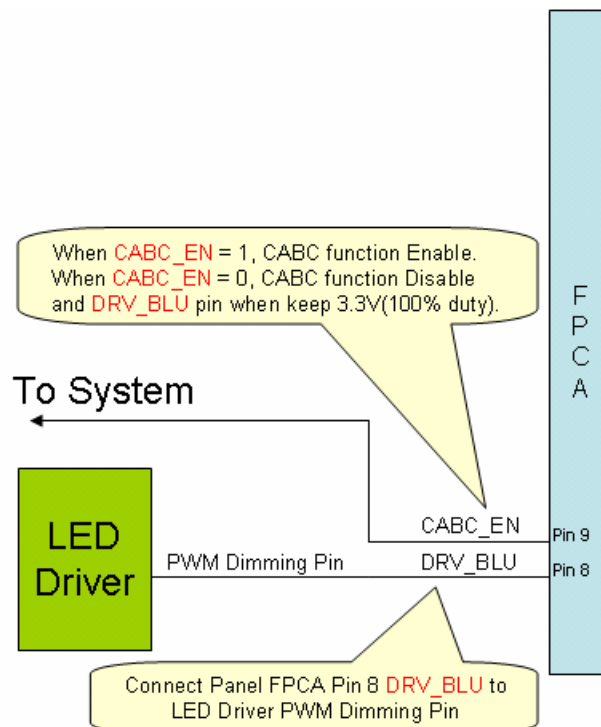 When CABC_EN = 1, CABC function Enable.
When CABC_EN = 0, CABC function Disable
and DRV_BLU pin when keep 3.3V(100% duty).
F
P
C
A
To System
LED
Driver
CABC_EN
Pin 9
PWM Dimming Pin
DRV_BLU
Pin 8
Connect Panel FPCA Pin 8 DRV_BLU to
LED Driver PWM Dimming Pin